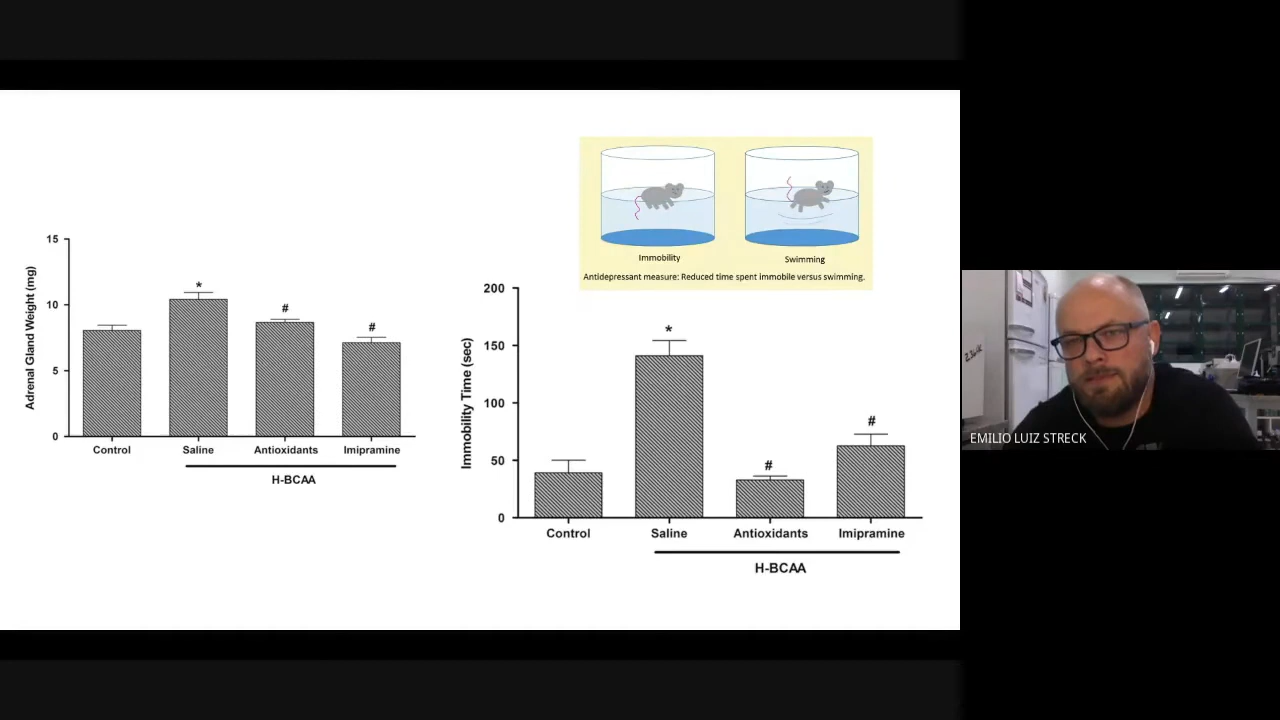 15
10
5
0
Adrenal Gland Weight (mg)
*
#
#
Control Saline Antioxidants Imipramine
H-BCAA
Immobility Swimming
Antidepressant measure: Reduced time spent immobile versus swimming.
200
150
100
50
0
Immobility Time (sec)
*
#
#
Control Saline Antioxidants Imipramine
H-BCAA
EMILIO LUIZ STRECK